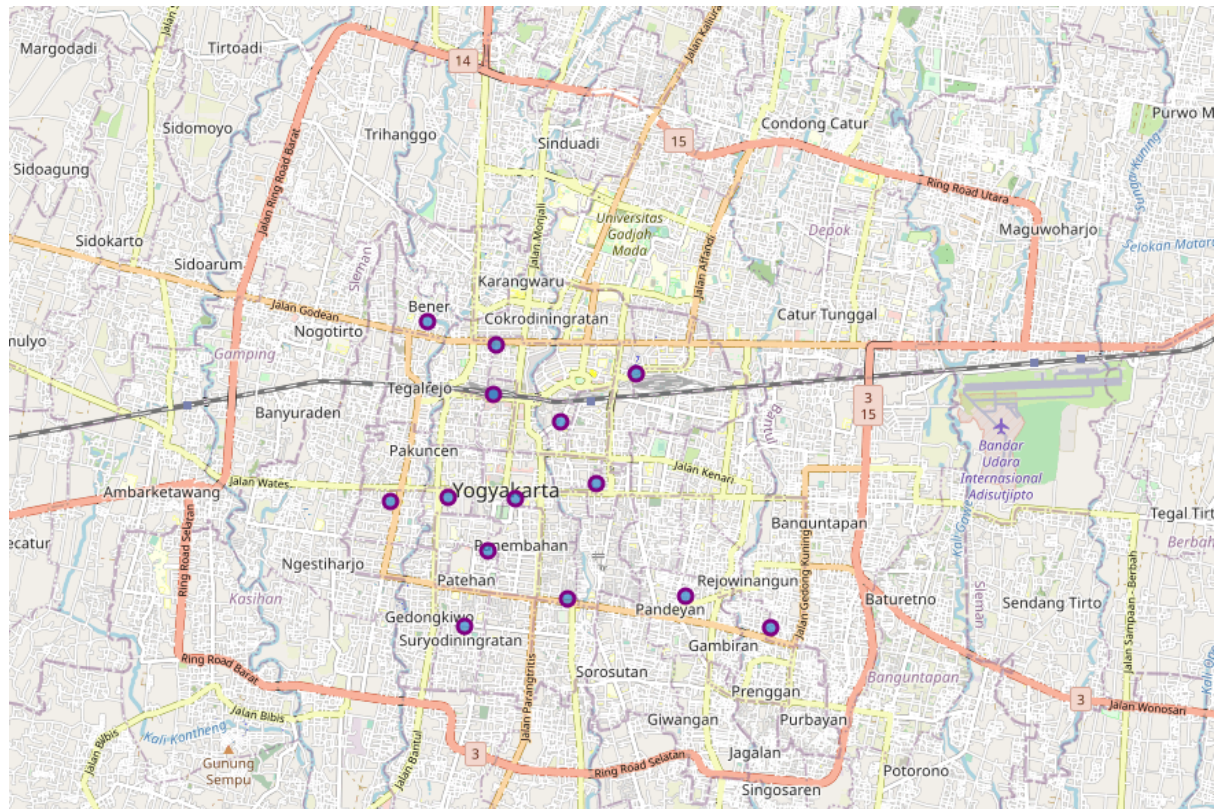 Margodadi
Tirtoadi
14
Jalan Kaliura
Condong Catur
Purwo M
Sidomoyo
Trihanggo
Sinduadi
15
Sidoagung
Jalan Ring Road Barat
Ring Road Utara
Sungai Kuning
Universitas
Gadjah
Mada
Depok
Maguwoharjo
Jalan Monjali
Jalan Affandi
Sidokarto
Sleman
Selokan Matara
Sidoarum
Karangwaru
Jalan Godean
Bener
Cokrodiningratan
Catur Tunggal
Nogotirto
nulyo
Gamping
7
Tegalrejo
3
15
Banyuraden
Bantul
Pakuncen
Bandar
Udara
Internasional
Adisutjipto
Jalan Kenari
Jalan Wates
Ambarketawang
Yogyakarta
Banguntapan
Tegal Tirt
Kali Gawe
ecatur
Ring Road Selatan
Panembahan
Berbah
Ngestiharjo
Jalan Gedong Kuning
Patehan
Rejowinangun
Kasihan
Baturetno
Sleman
Sendang Tirto
Pandeyan
Gedongkiwo
Suryodiningratan
Gambiran
Jalan Sampaan - Berbah
Ring Road Barat
Sorosutan
Banguntapan
Jalan Parangtritis
Prenggan
3
Jalan Wonosari
Jalan Bibis
Giwangan
Purbayan
Kali Kontheng
Jalan Bibis
Jalan Bantul
3
Jagalan
Gunung
Sempu
Ring Road Selatan
Potorono
Singosaren